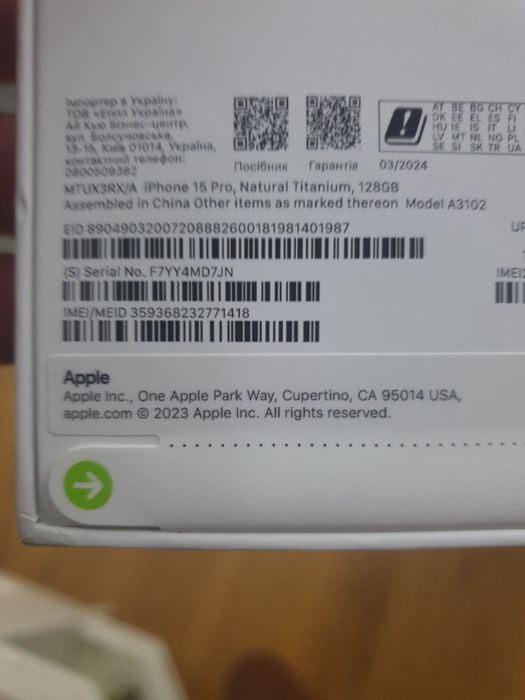 Імпортер в Україну:
ТОВ «Еппл Україна»
Ай Кью Бізнес-центр,
вул. Болсуновська,
13-15, Київ 01014, Україна,
контактний телефон:
0800509382
Посібник
Гарантія
AT BE BG CH CY
DK EE EL ES FI
HU IE IS IT LI
LV MT NL NO PL
SE SI SK TR UA
03/2024
MTUX3RX/A iPhone 15 Pro, Natural Titanium, 128GB
Assembled in China Other items as marked thereon Model A3102
EID 89049032007208882600181981401987
UP
(S) Serial No. F7YY4MD7JN
IMEI2
IMEI/MEID 359368232771418
Apple
Apple Inc., One Apple Park Way, Cupertino, CA 95014 USA,
apple.com © 2023 Apple Inc. All rights reserved.